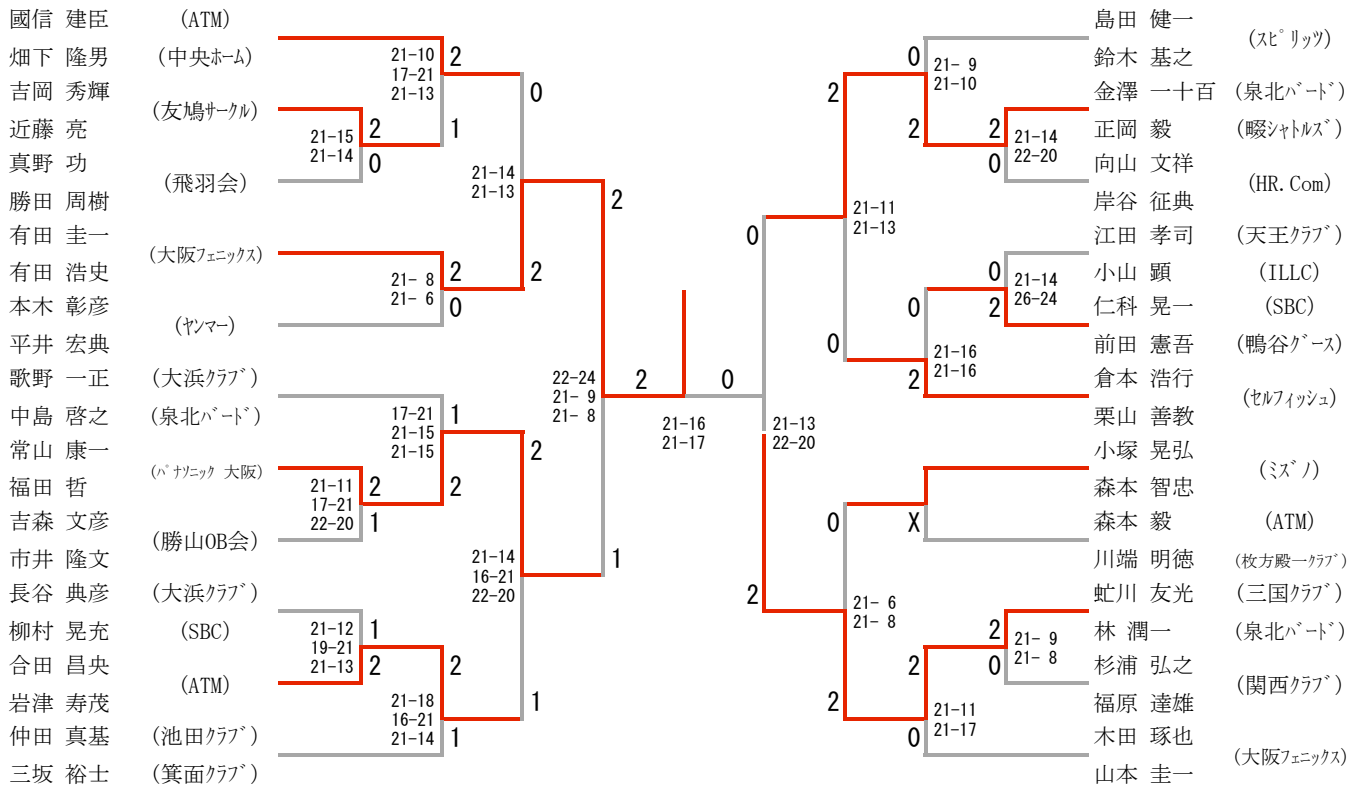 國信 建臣 (ATM)
畑下 隆男 (中央ホーム)
吉岡 秀輝
(友鳩サークル)
近藤 亮
真野 功
(飛羽会)
勝田 周樹
有田 圭一
(大阪フェニックス)
有田 浩史
本木 彰彦
(ヤンマー)
平井 宏典
歌野 一正 (大浜クラブ)
中島 啓之 (泉北バード)
常山 康一
(パナソニック 大阪)
福田 哲
吉森 文彦
(勝山OB会)
市井 隆文
長谷 典彦 (大浜クラブ)
柳村 晃充 (SBC)
合田 昌央
(ATM)
岩津 寿茂
仲田 真基 (池田クラブ)
三坂 裕士 (箕面クラブ)
21-10
17-21
21-13
2
1
21-15
21-14
2
0
0
21-14
21-13
2
21- 8
21- 6
2
0
2
22-24
21- 9
21- 8
1
17-21
21-15
21-15
1
2
21-11
17-21
22-20
2
1
2
21-14
16-21
22-20
1
21-12
19-21
21-13
1
2
21-18
16-21
21-14
2
1
2
0
21-16
21-17
0
21-13
22-20
2
2
21-11
21-13
0
0
21- 9
21-10
2
2
21-14
22-20
0
0
21-14
26-24
2
0
21-16
21-16
2
0
X
21- 6
21- 8
2
2
21- 9
21- 8
0
2
21-11
21-17
0
島田 健一
(スピリッツ)
鈴木 基之
金澤 一十百 (泉北バード)
正岡 毅 (畷シャトルズ)
向山 文祥
(HR.Com)
岸谷 征典
江田 孝司 (天王クラブ)
小山 顕 (ILLC)
仁科 晃一 (SBC)
前田 憲吾 (鴨谷グース)
倉本 浩行
(セルフィッシュ)
栗山 善教
小塚 晃弘
(ミズノ)
森本 智忠
森本 毅 (ATM)
川端 明徳 (枚方殿一クラブ)
虻川 友光 (三国クラブ)
林 潤一 (泉北バード)
杉浦 弘之
(関西クラブ)
福原 達雄
木田 琢也
(大阪フェニックス)
山本 圭一